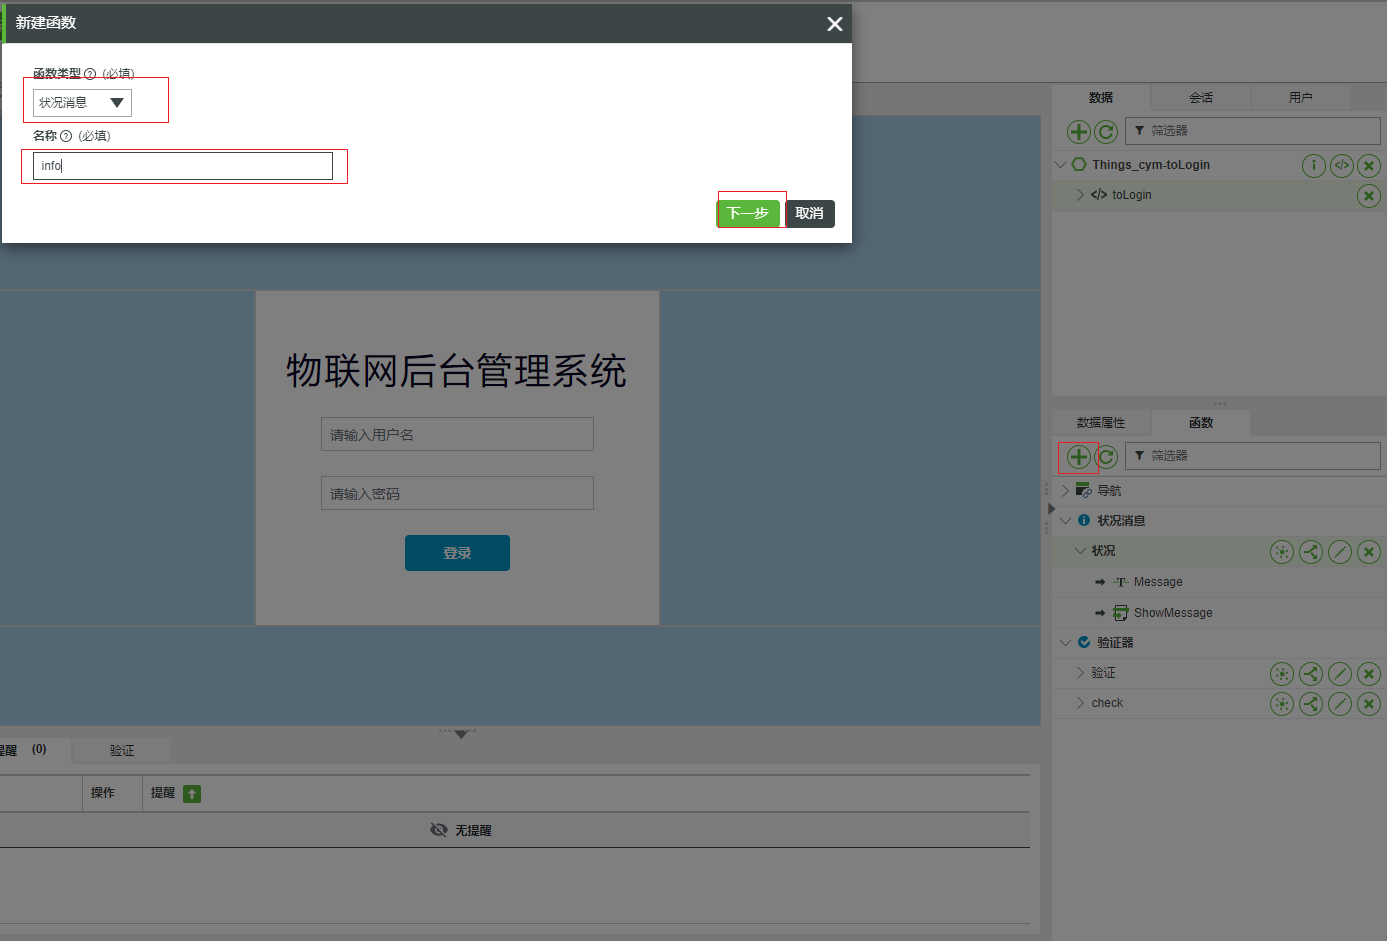 新建函数
函数类型 (必填)
状况消息
名称 (必填)
info
下一步 取消
物联网后台管理系统
请输入用户名
请输入密码
登录
提醒 (0) 验证
操作 提醒
无提醒
数据 会话 用户
筛选器
Things_cym-toLogin
toLogin
数据属性 函数
筛选器
导航
状况消息
状况
Message
ShowMessage
验证器
验证
check